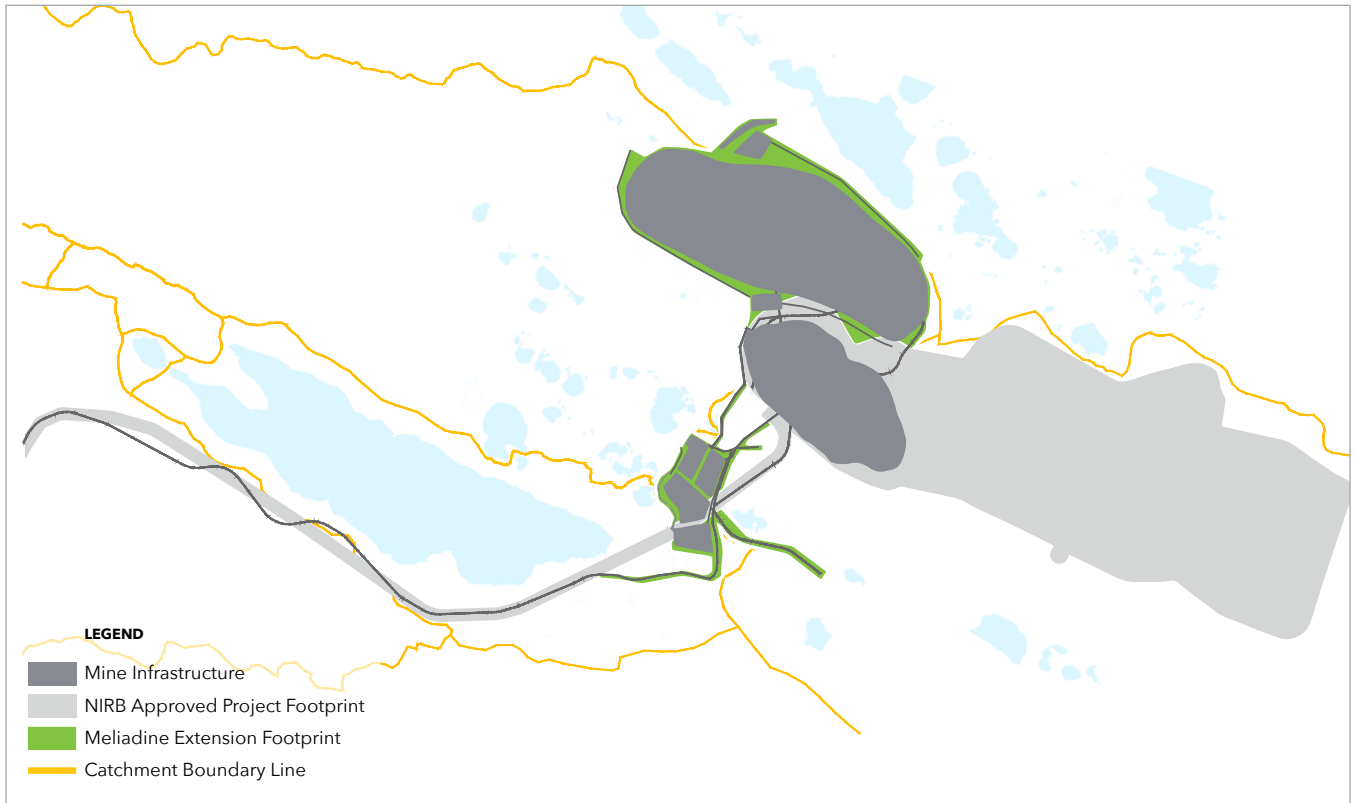 LEGEND
Mine Infrastructure
NIRB Approved Project Footprint
Meliadine Extension Footprint
Catchment Boundary Line